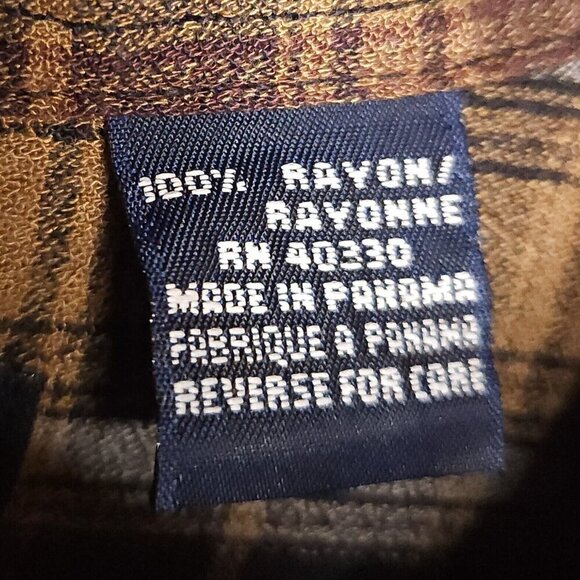 100% RAYON/
RAYONNE
RN 40330
MADE IN PANAMA
FABRIQUE A PANAMA
REVERSE FOR CARE